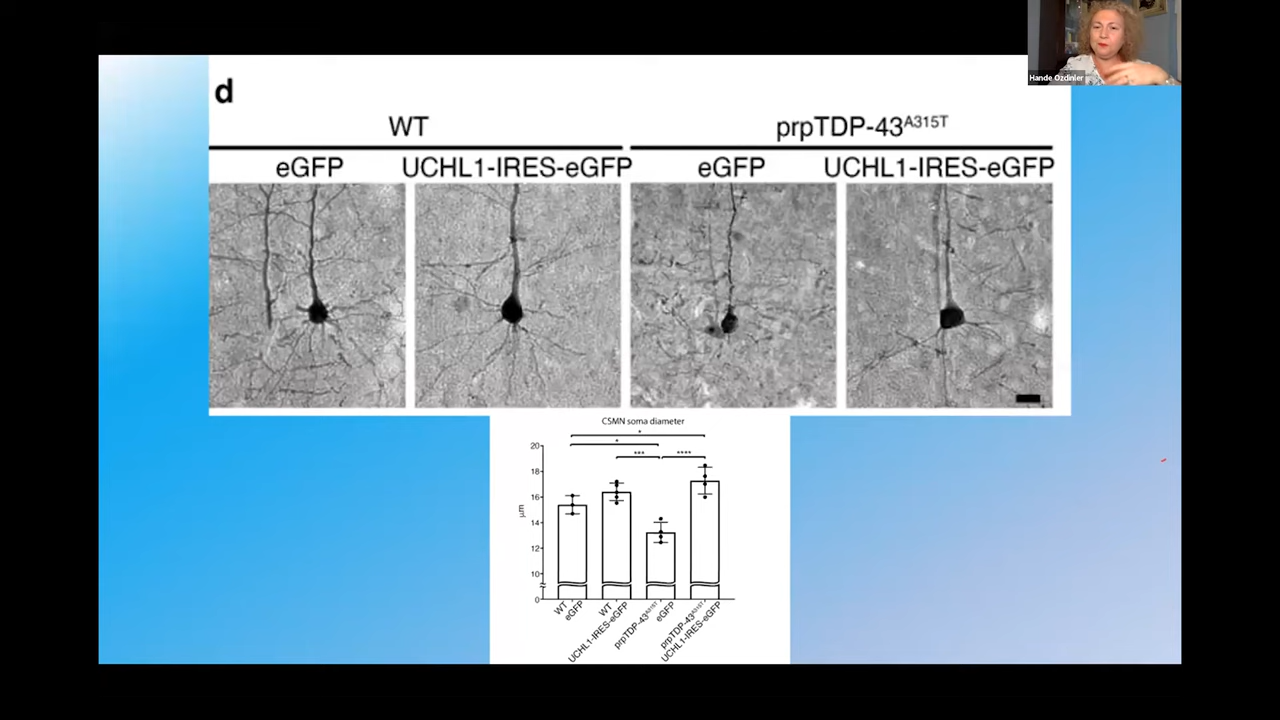 Hande Ozdinler
d
WT
prpTDP-43A315T
eGFP
UCHL1-IRES-eGFP
eGFP
UCHL1-IRES-eGFP
CSMN soma diameter
*
*
***
****
20
18
16
14
12
10
0
µm
WT
eGFP
WT
UCHL1-IRES-eGFP
prpTDP-43A315T
eGFP
prpTDP-43A315T
UCHL1-IRES-eGFP